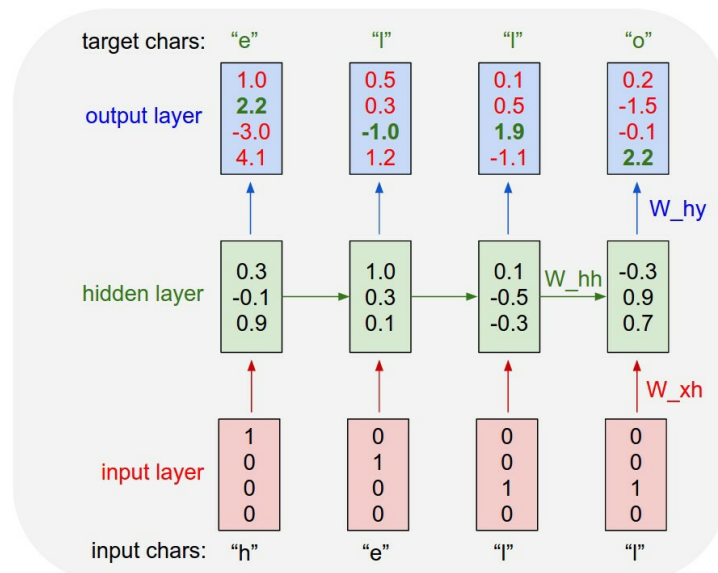 target chars: “e” “l” “l” “o”
1.0 0.5 0.1 0.2
2.2 0.3 0.5 -1.5
output layer
-3.0 -1.0 1.9 -0.1
4.1 1.2 -1.1 2.2
W_hy
0.3 1.0 0.1 -0.3
W_hh
hidden layer -0.1 0.3 -0.5 0.9
0.9 0.1 -0.3 0.7
W_xh
1 0 0 0
0 1 0 0
input layer
0 0 1 1
0 0 0 0
input chars: “h” “e” “l” “l”